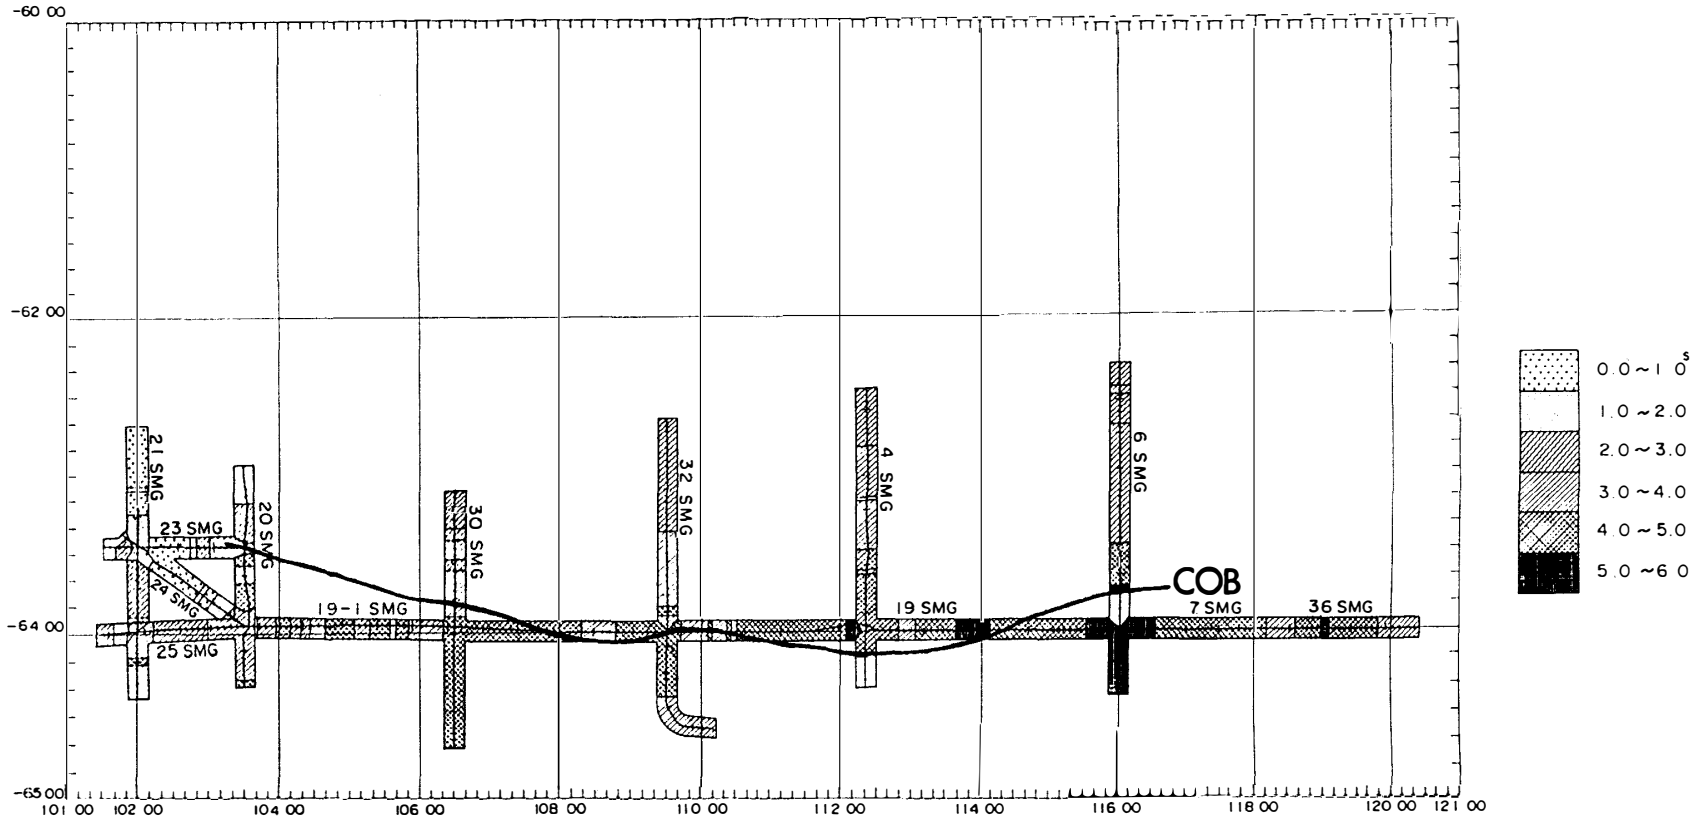 -60 00
-62 00
-64 00
-65 00
101 00 102 00 104 00 106 00 108 00 110 00 112 00 114 00 116 00 118 00 120 00 121 00
21 SMG
23 SMG
20 SMG
24 SMG
25 SMG
19-1 SMG
30 SMG
32 SMG
4 SMG
19 SMG
6 SMG
COB
7 SMG
36 SMG
0.0~1 0 s
1.0~2.0
2.0~3.0
3.0~4.0
4.0~5.0
5.0~6 0